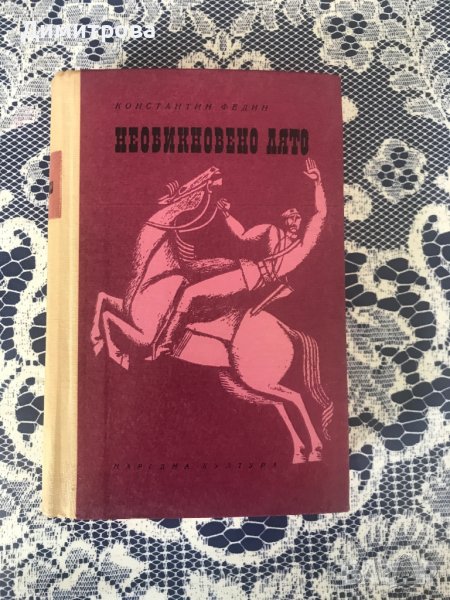 Димитрова
КОНСТАНТИН ФЕДИН
НЕОБИКНОВЕНО ЛЯТО
НАРОДНА КУЛТУРА